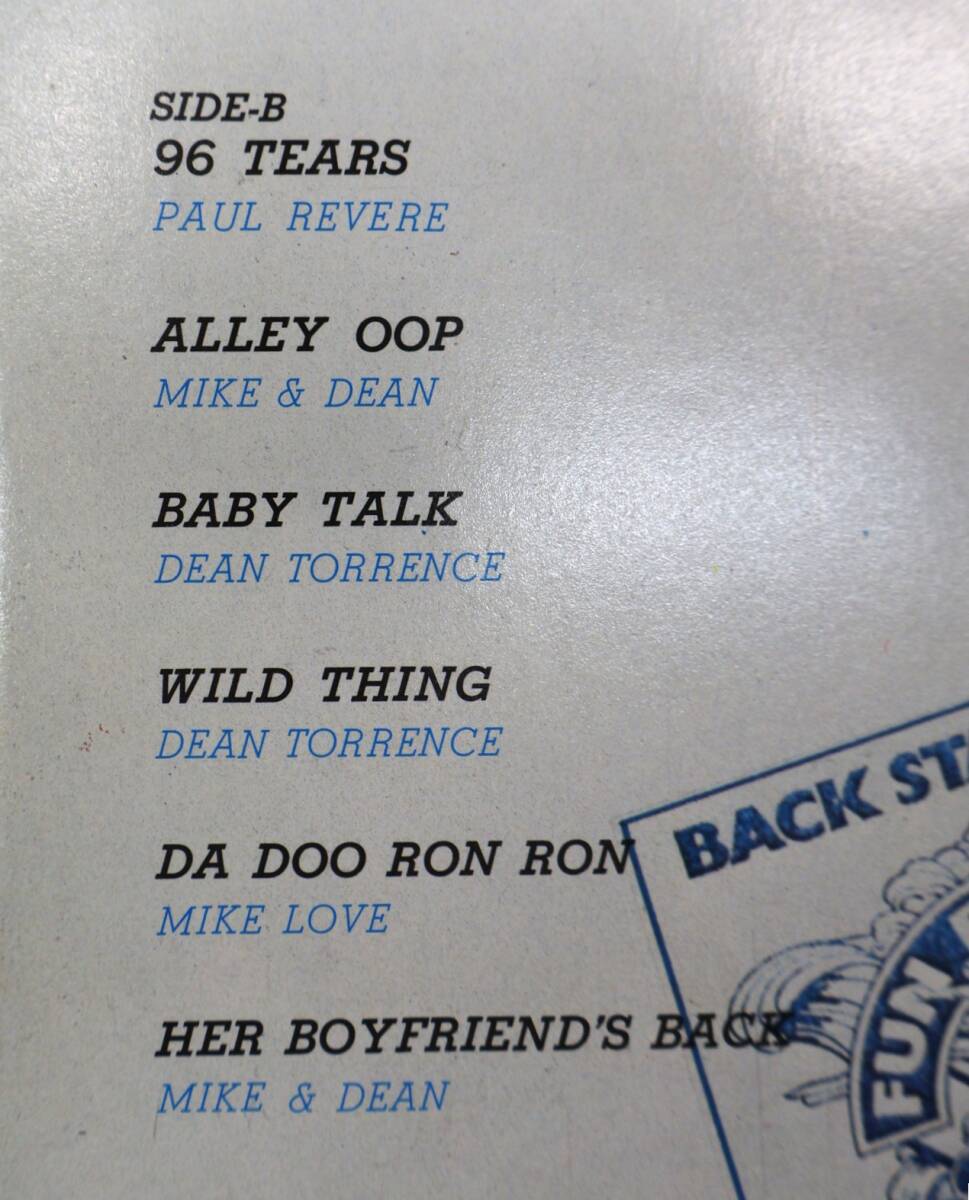 SIDE-B
96 TEARS
PAUL REVERE
ALLEY OOP
MIKE & DEAN
BABY TALK
DEAN TORRENCE
WILD THING
DEAN TORRENCE
DA DOO RON RON
MIKE LOVE
HER BOYFRIEND'S BACK
MIKE & DEAN
BACK STA
FUN